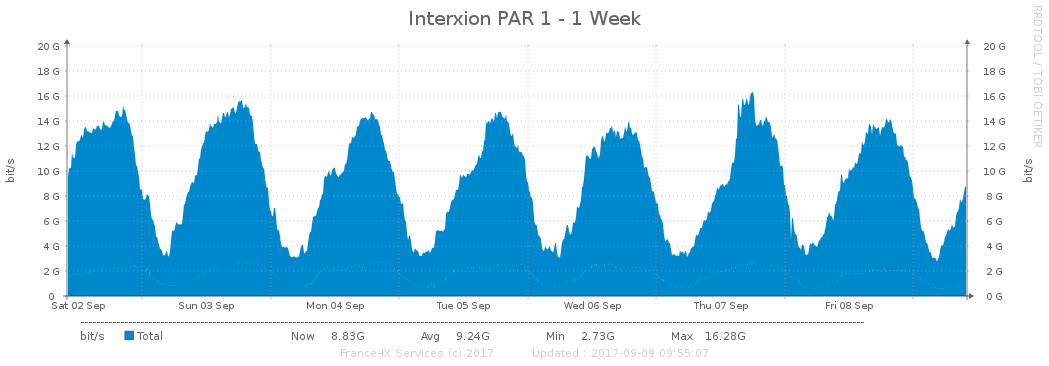 Interxion PAR 1 - 1 Week
RRDTOOL / TOBI OETIKER
20 G 20 G
18 G 18 G
16 G 16 G
14 G 14 G
12 G 12 G
10 G 10 G
8 G 8 G
6 G 6 G
4 G 4 G
2 G 2 G
0 0 G
bit/s
bit/s
Sat 02 Sep Sun 03 Sep Mon 04 Sep Tue 05 Sep Wed 06 Sep Thu 07 Sep Fri 08 Sep
bit/s Total Now 8.83G Avg 9.24G Min 2.73G Max 16.28G
France-IX Services (c) 2017 Updated : 2017-09-09 09:55:07